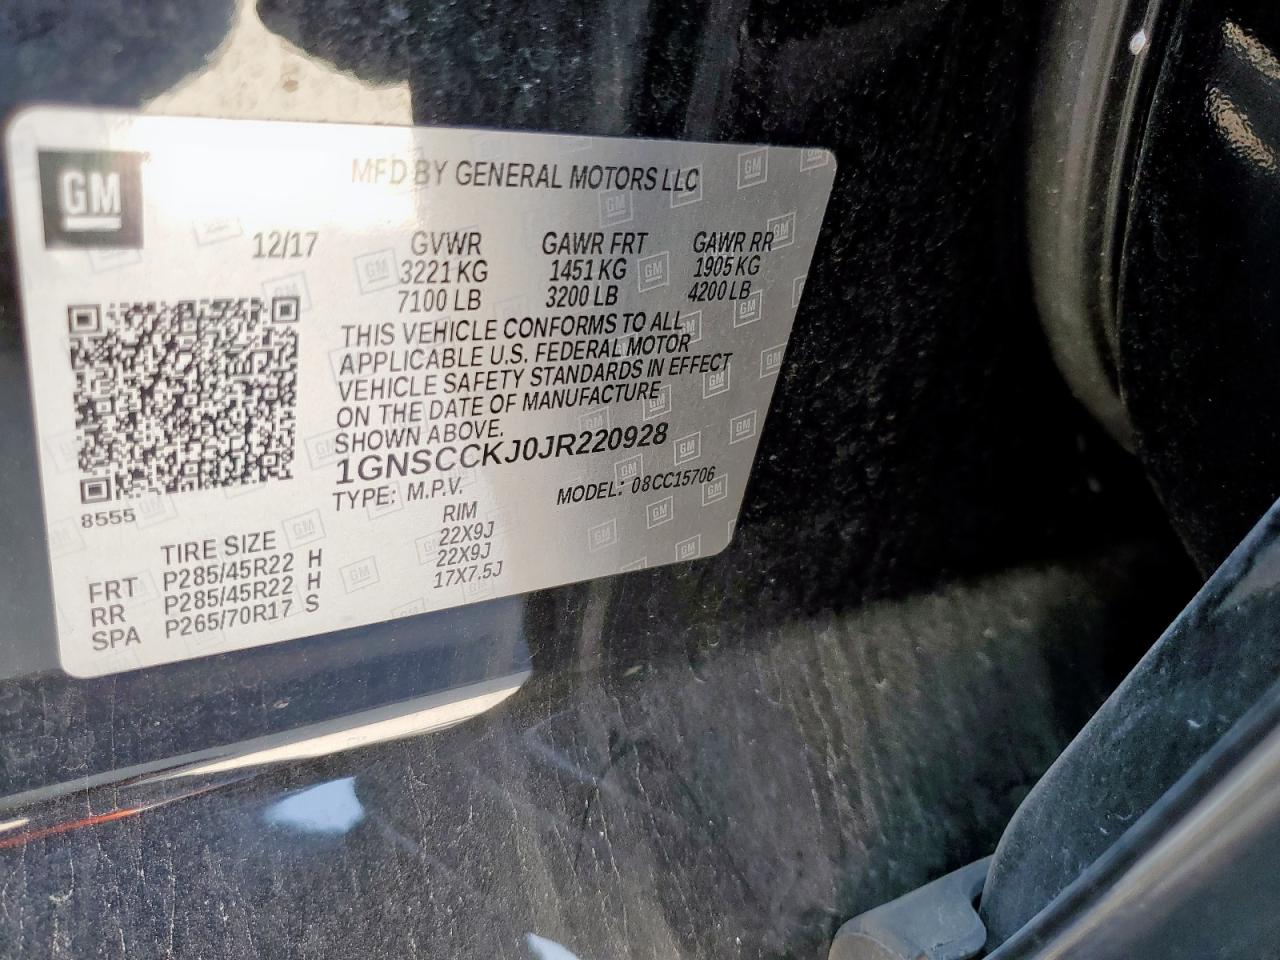 GM
MFD BY GENERAL MOTORS LLC
12/17 GVWR GAWR FRT GAWR RR
3221 KG 1451 KG 1905 KG
7100 LB 3200 LB 4200 LB
THIS VEHICLE CONFORMS TO ALL
APPLICABLE U.S. FEDERAL MOTOR
VEHICLE SAFETY STANDARDS IN EFFECT
ON THE DATE OF MANUFACTURE
SHOWN ABOVE.
1GNSCCKJ0JR220928
TYPE: M.P.V. MODEL: 08CC15706
8555
TIRE SIZE RIM
FRT P285/45R22 H 22X9J
RR P285/45R22 H 22X9J
SPA P265/70R17 S 17X7.5J